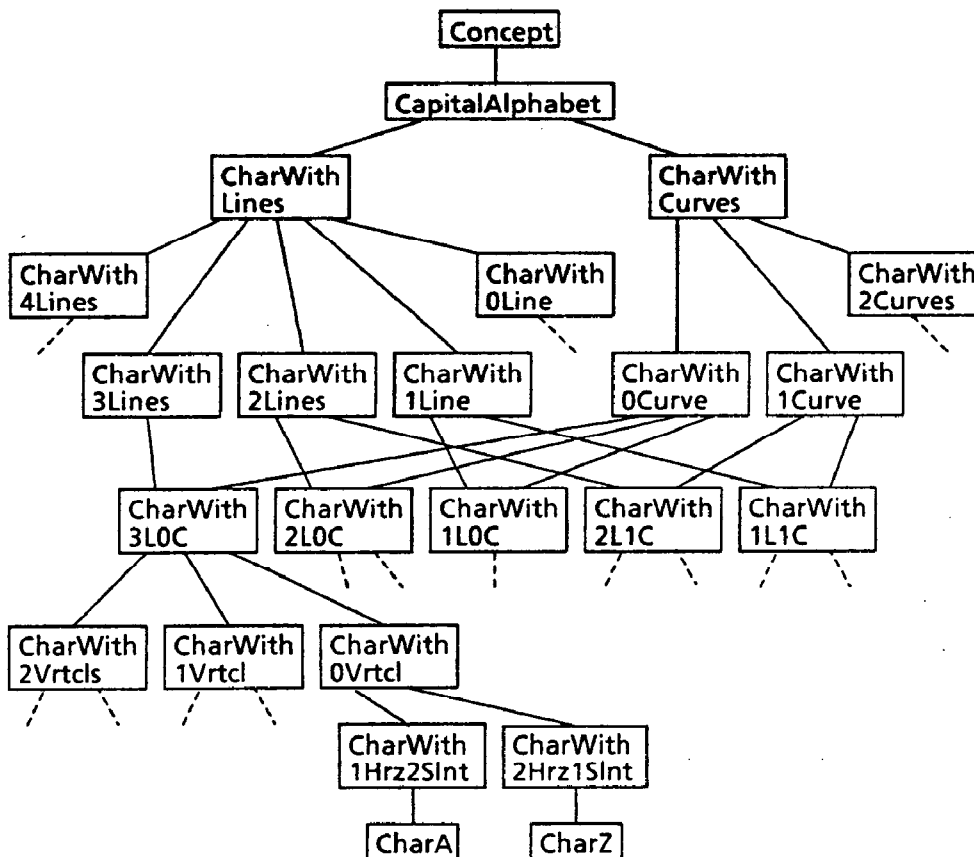 Concept
CapitalAlphabet
CharWith
Lines
CharWith
Curves
CharWith
4Lines
CharWith
0Line
CharWith
2Curves
CharWith
3Lines
CharWith
2Lines
CharWith
1Line
CharWith
0Curve
CharWith
1Curve
CharWith
3L0C
CharWith
2L0C
CharWith
1L0C
CharWith
2L1C
CharWith
1L1C
CharWith
2Vrtcls
CharWith
1Vrtcl
CharWith
0Vrtcl
CharWith
1Hrz2Slnt
CharWith
2Hrz1Slnt
CharA
CharZ